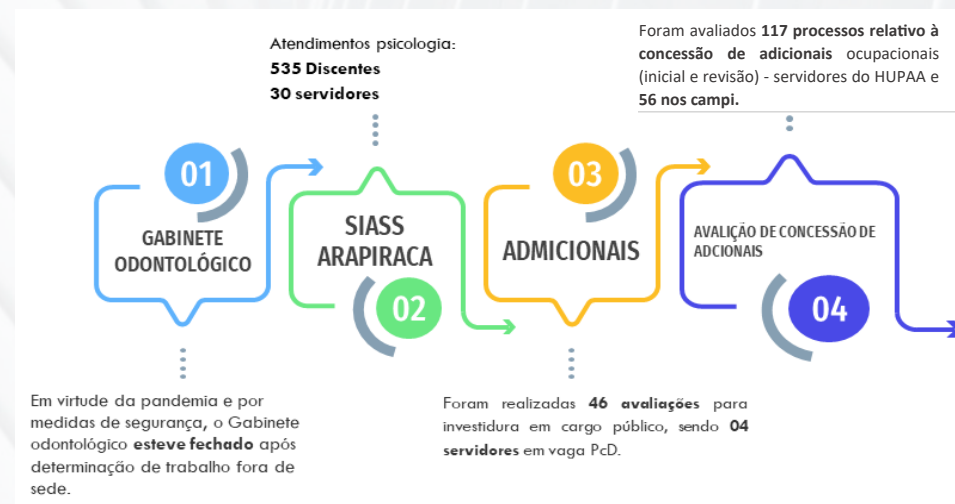 Atendimentos psicologia:
535 Discentes
30 servidores
Foram avaliados 117 processos relativo à
concessão de adicionais ocupacionais
(inicial e revisão) - servidores do HUPAA e
56 nos campi.
01
GABINETE
ODONTOLÓGICO
SIASS
ARAPIRACA
02
03
ADMICIONAIS
AVALIÇÃO DE CONCESSÃO DE
ADCIONAIS
04
Em virtude da pandemia e por
medidas de segurança, o Gabinete
odontológico esteve fechado após
determinação de trabalho fora de
sede.
Foram realizadas 46 avaliações para
investidura em cargo público, sendo 04
servidores em vaga PcD.